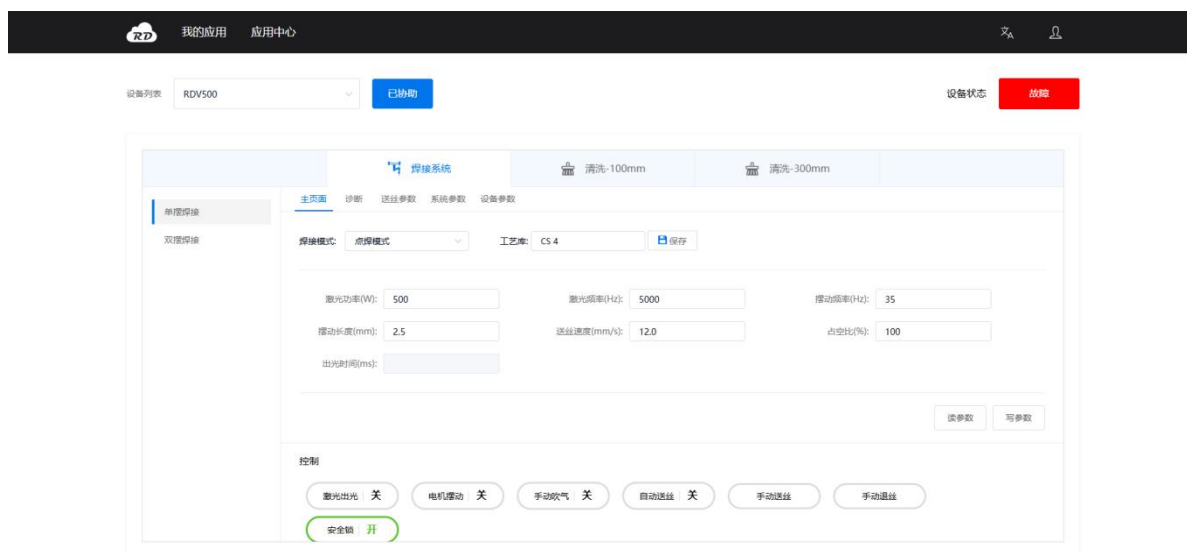 RD 我的应用 应用中心 文A
设备列表 RDV500 已协助 设备状态 故障
焊接系统 清洗-100mm 清洗-300mm
单摆焊接
双摆焊接
主页面 诊断 送丝参数 系统参数 设备参数
焊接模式: 点焊模式 工艺库: CS 4 保存
激光功率(W): 500 激光频率(Hz): 5000 摆动频率(Hz): 35
摆动长度(mm): 2.5 送丝速度(mm/s): 12.0 占空比(%): 100
出光时间(ms):
读参数 写参数
控制
激光出光 关 电机摆动 关 手动吹气 关 自动送丝 关 手动送丝 手动退丝
安全锁 开